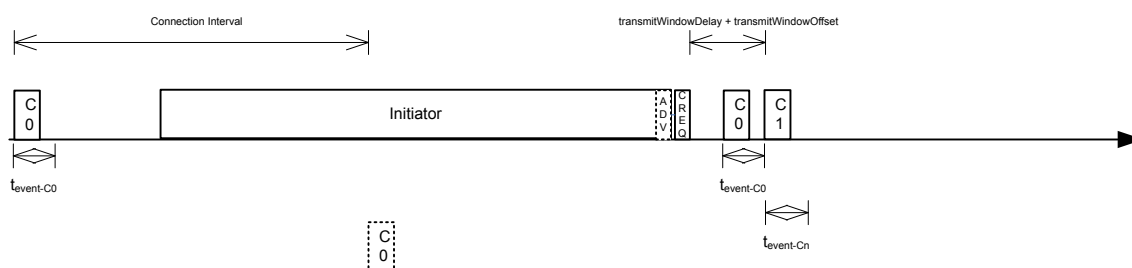 Connection Interval
transmitWindowDelay + transmitWindowOffset
C
0
Initiator
A
D
V
C
R
E
Q
C
0
C
1
tevent-C0
tevent-C0
tevent-Cn
C
0